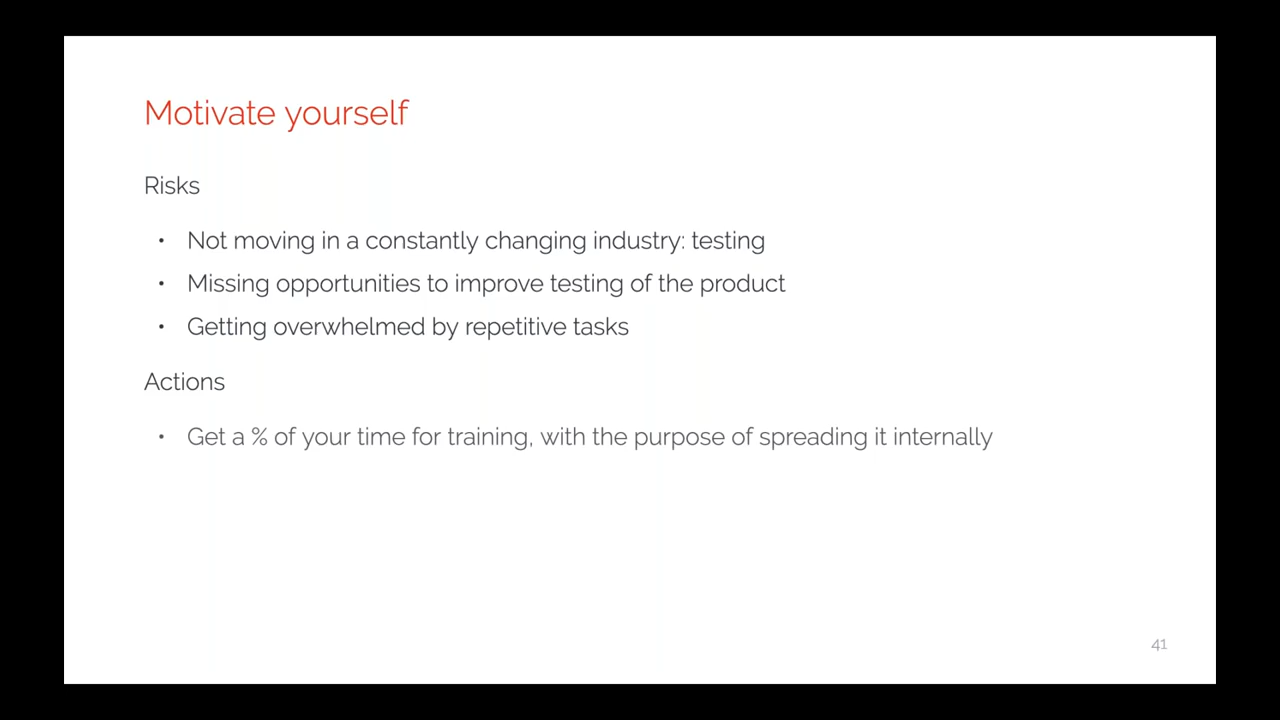 Motivate yourself
Risks
• Not moving in a constantly changing industry: testing
• Missing opportunities to improve testing of the product
• Getting overwhelmed by repetitive tasks
Actions
• Get a % of your time for training, with the purpose of spreading it internally
41